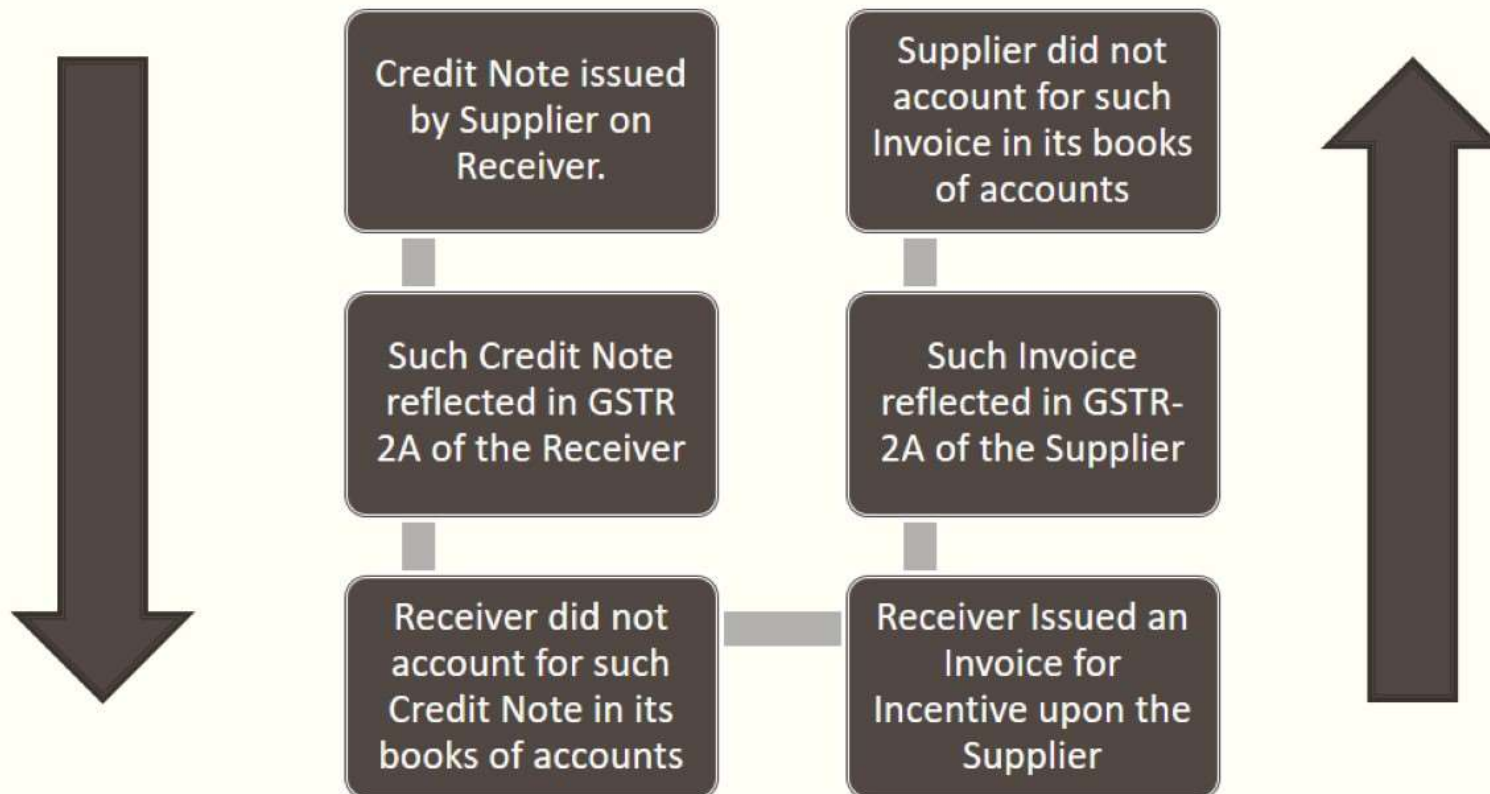 Credit Note issued
by Supplier on
Receiver.
Such Credit Note
reflected in GSTR
2A of the Receiver
Receiver did not
account for such
Credit Note in its
books of accounts
Receiver Issued an
Invoice for
Incentive upon the
Supplier
Such Invoice
reflected in GSTR-
2A of the Supplier
Supplier did not
account for such
Invoice in its books
of accounts